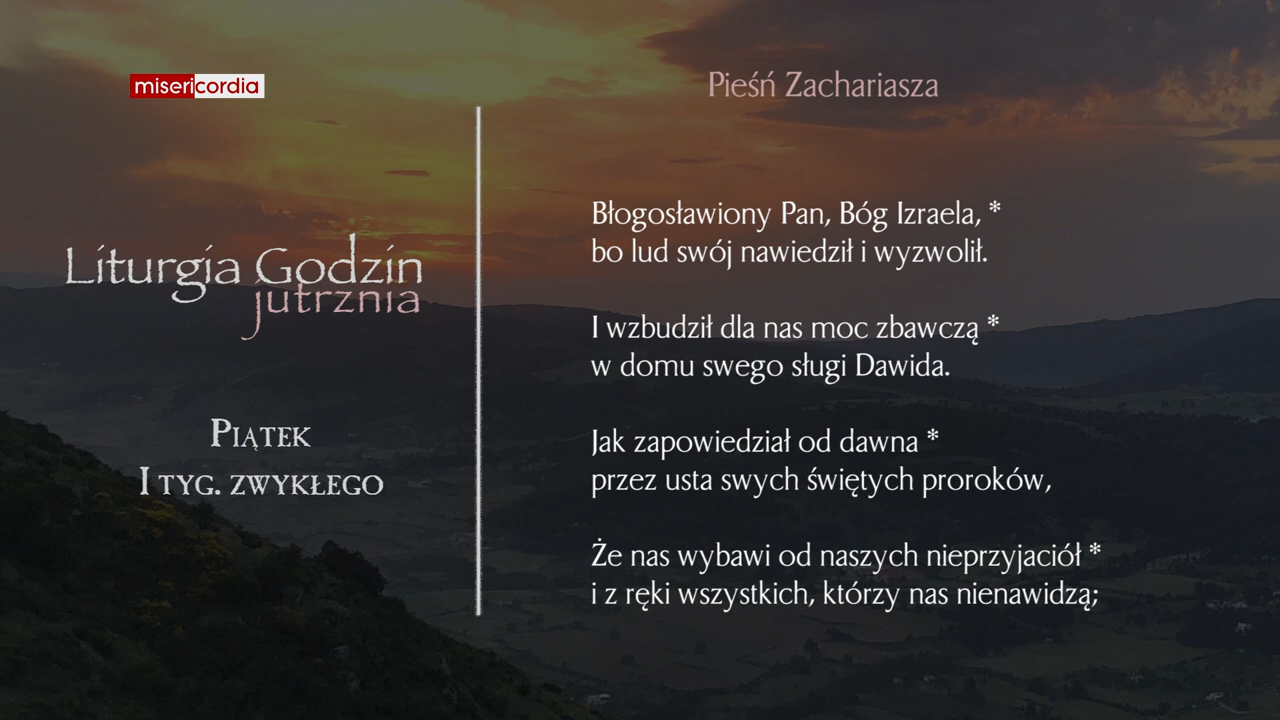 misericordia
Liturgia Godzin
jutrznia
Piątek
I tyg. zwykłego
Pieśń Zachariasza
Błogosławiony Pan, Bóg Izraela, *
bo lud swój nawiedził i wyzwolił.
I wzbudził dla nas moc zbawczą *
w domu swego sługi Dawida.
Jak zapowiedział od dawna *
przez usta swych świętych proroków,
Że nas wybawi od naszych nieprzyjaciół *
i z ręki wszystkich, którzy nas nienawidzą;